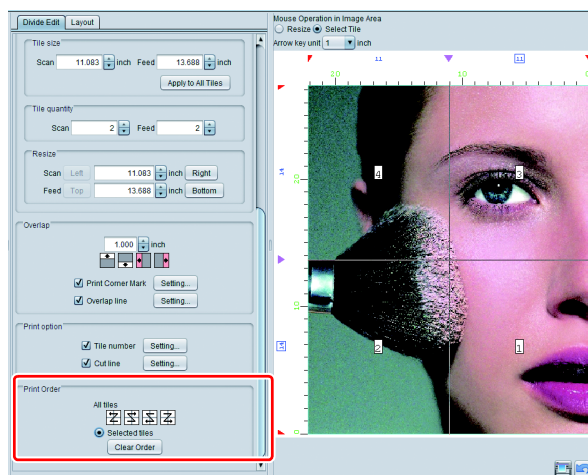 Divide Edit Layout
Tile size
Scan 11.083 inch Feed 13.688 inch
Apply to All Tiles
Tile quantity
Scan 2 Feed 2
Resize
Scan Left 11.083 inch Right
Feed Top 13.688 inch Bottom
Overlap
1.000 inch
Print Corner Mark Setting...
Overlap line Setting...
Print option
Tile number Setting...
Cut line Setting...
Print Order
All tiles
Selected tiles
Clear Order
Mouse Operation in Image Area
Resize Select Tile
Arrow key unit 1 inch
11 11
20 10 0
14
20
4 3
10
14
2 1
0